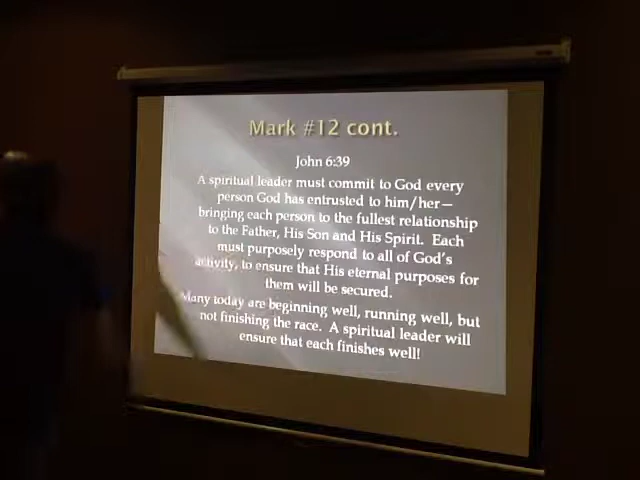 Mark #12 cont.
John 6:39
A spiritual leader must commit to God every
person God has entrusted to him/her—
bringing each person to the fullest relationship
to the Father, His Son and His Spirit. Each
must purposely respond to all of God's
activity, to ensure that His eternal purposes for
them will be secured.
Many today are beginning well, running well, but
not finishing the race. A spiritual leader will
ensure that each finishes well!